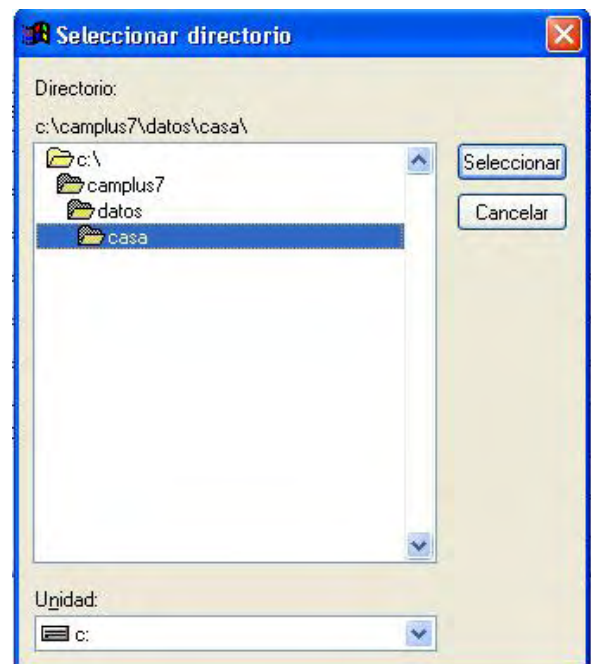 Seleccionar directorio
Directorio:
c:\camplus7\datos\casa\
c:\
camplus7
datos
casa
Seleccionar
Cancelar
Unidad:
c: